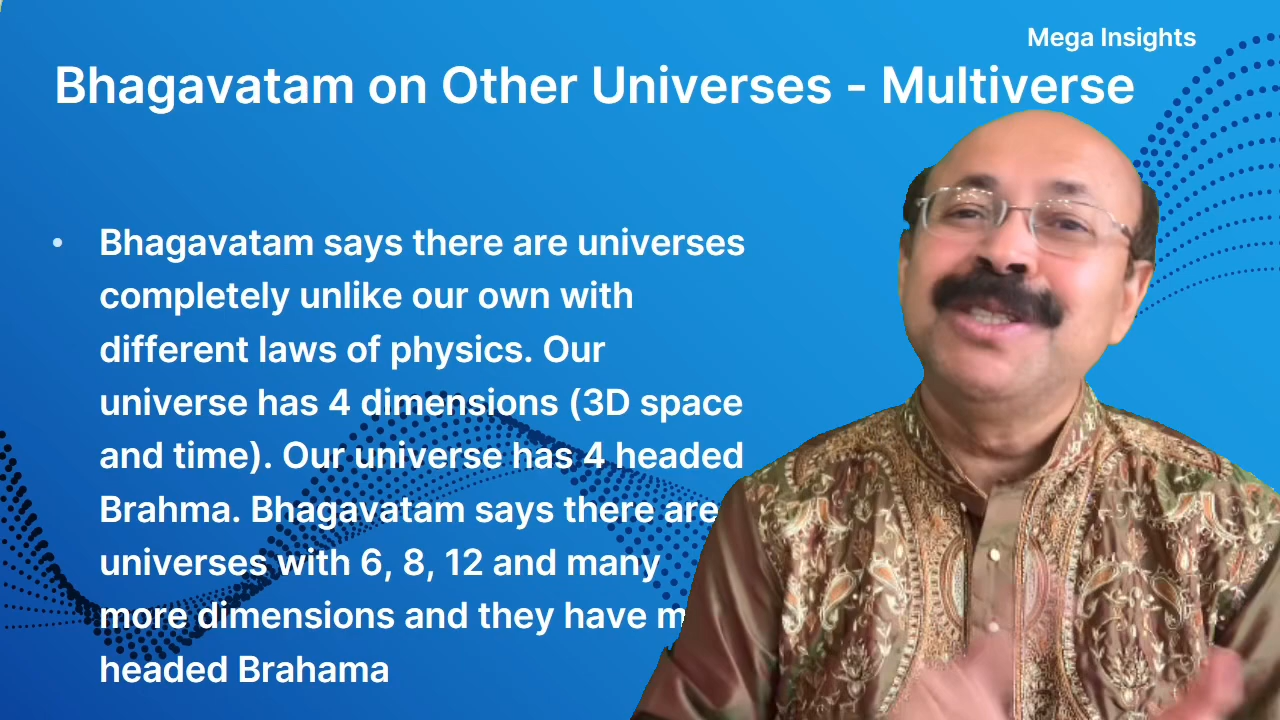 Mega Insights
Bhagavatam on Other Universes - Multiverse
• Bhagavatam says there are universes
completely unlike our own with
different laws of physics. Our
universe has 4 dimensions (3D space
and time). Our universe has 4 headed
Brahma. Bhagavatam says there are
universes with 6, 8, 12 and many
more dimensions and they have
headed Brahama